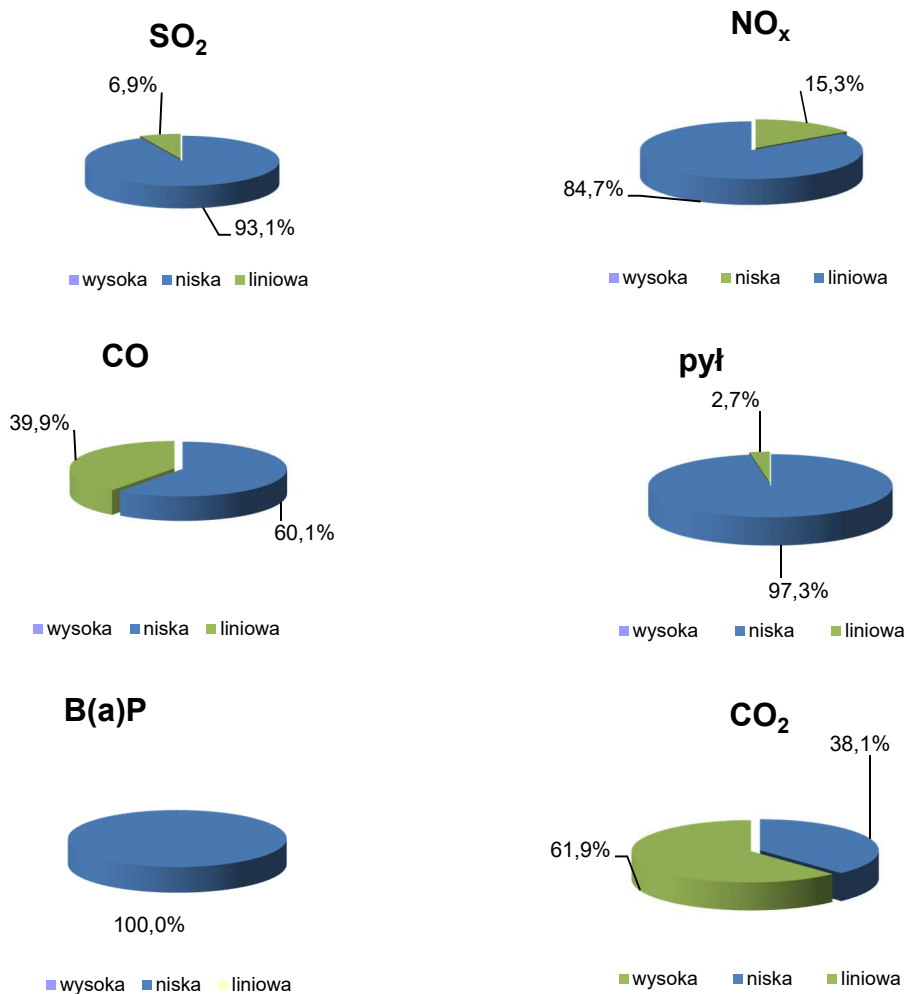 SO₂
6,9%
93,1%
wysoka niska liniowa
NOₓ
15,3%
84,7%
wysoka niska liniowa
CO
39,9%
60,1%
wysoka niska liniowa
pył
2,7%
97,3%
wysoka niska liniowa
B(a)P
100,0%
wysoka niska liniowa
CO₂
38,1%
61,9%
wysoka niska liniowa